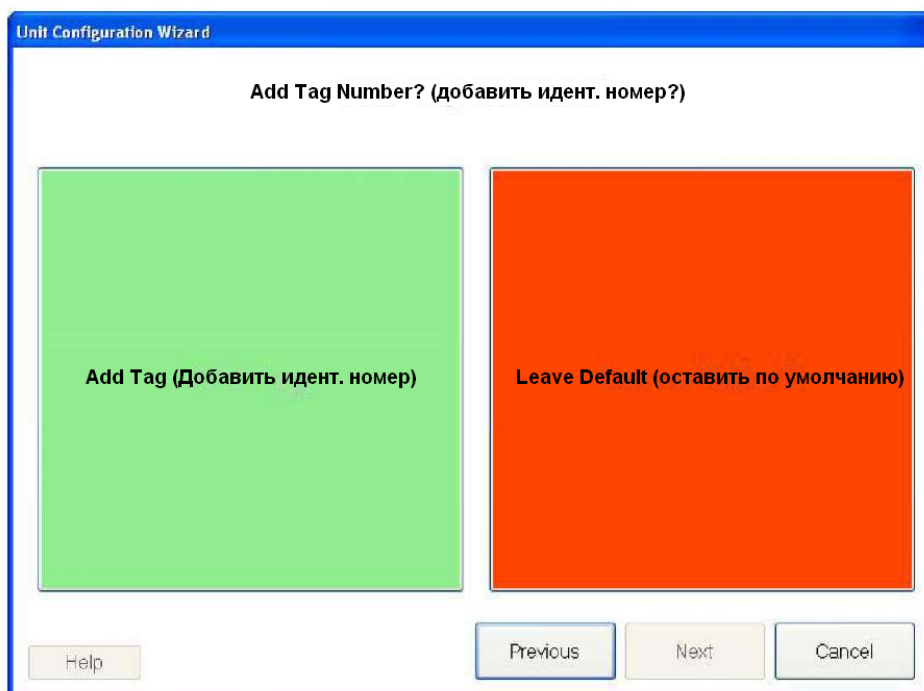 Unit Configuration Wizard
Add Tag Number? (добавить идент. номер?)
Add Tag (Добавить идент. номер)
Leave Default (оставить по умолчанию)
Help
Previous
Next
Cancel